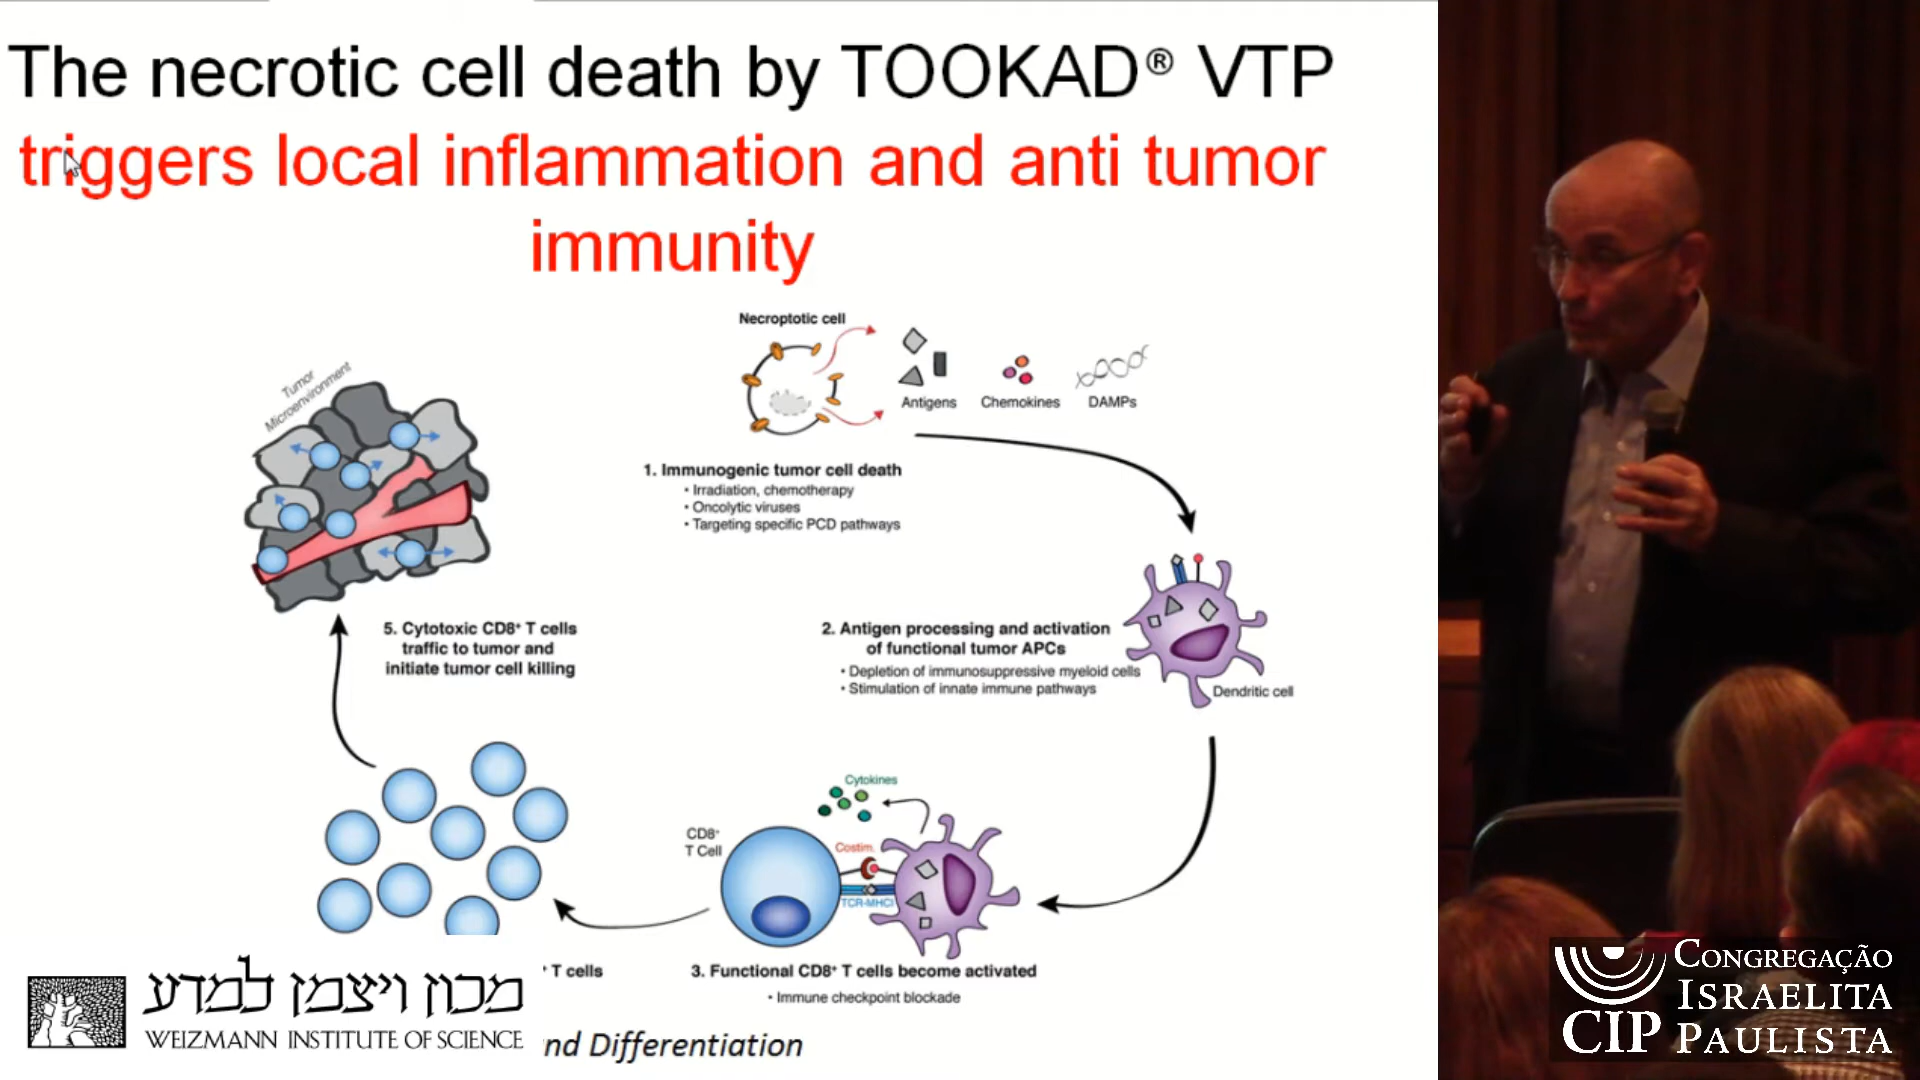 The necrotic cell death by TOOKAD® VTP
triggers local inflammation and anti tumor
immunity
Necroptotic cell
Antigens
Chemokines
DAMPs
1. Immunogenic tumor cell death
• Irradiation, chemotherapy
• Oncolytic viruses
• Targeting specific PCD pathways
Tumor
Microenvironment
5. Cytotoxic CD8⁺ T cells
traffic to tumor and
initiate tumor cell killing
2. Antigen processing and activation
of functional tumor APCs
• Depletion of immunosuppressive myeloid cells
• Stimulation of innate immune pathways
Dendritic cell
Cytokines
CD8⁺
T Cell
Costim.
TCR-MHCI
⁺ T cells
3. Functional CD8⁺ T cells become activated
• Immune checkpoint blockade
מכון ויצמן למדע
WEIZMANN INSTITUTE OF SCIENCE
nd Differentiation
CIP
CONGREGAÇÃO
ISRAELITA
PAULISTA